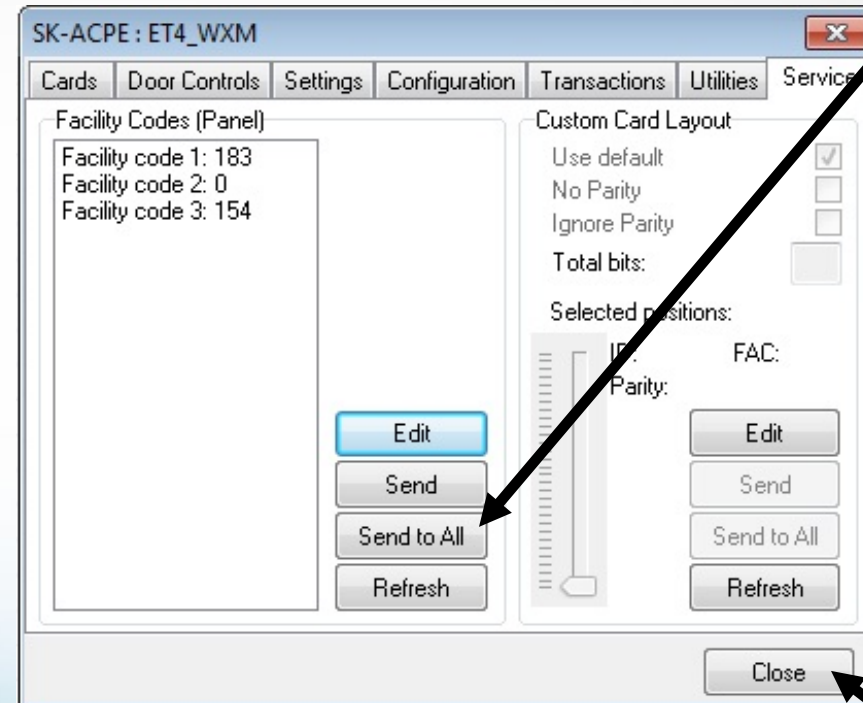 SK-ACPE : ET4_WXM
Cards Door Controls Settings Configuration Transactions Utilities Service
Facility Codes (Panel)
Facility code 1: 183
Facility code 2: 0
Facility code 3: 154
Edit
Send
Send to All
Refresh
Custom Card Layout
Use default
No Parity
Ignore Parity
Total bits:
Selected positions:
ID: FAC:
Parity:
Edit
Send
Send to All
Refresh
Close